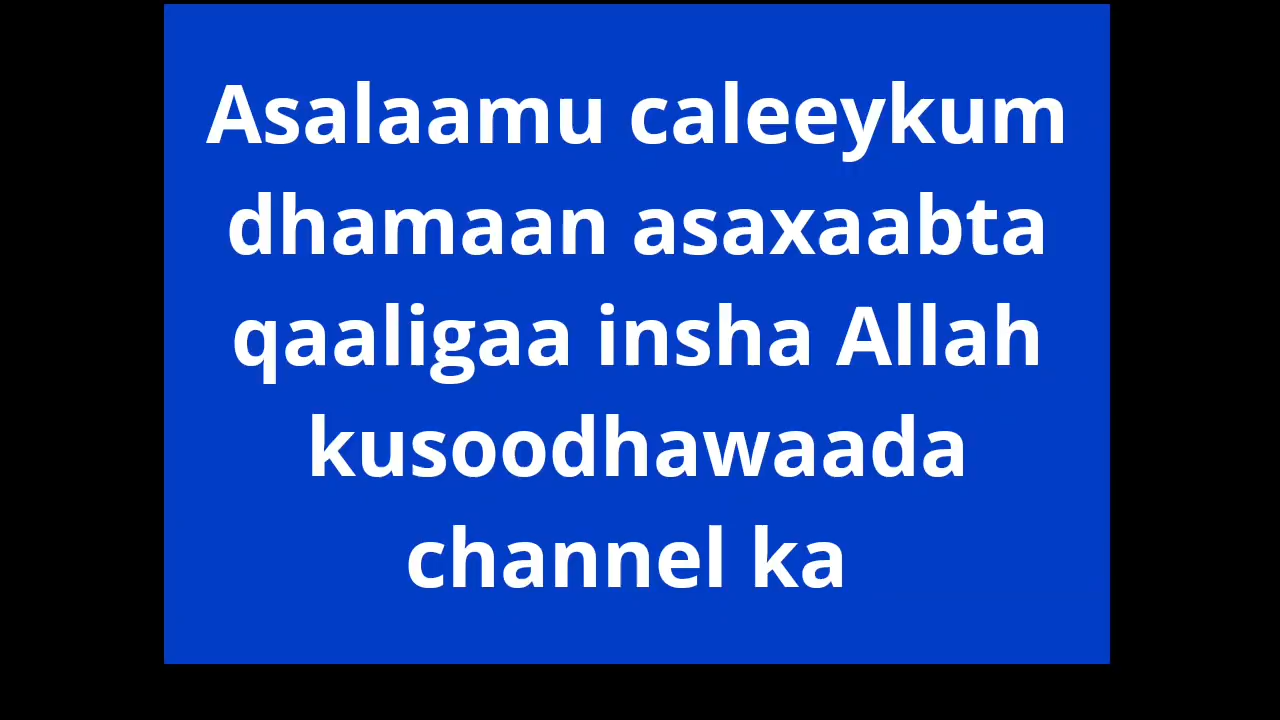 Asalaamu caleeykum
dhamaan asaxaabta
qaaligaa insha Allah
kusoodhawaada
channel ka